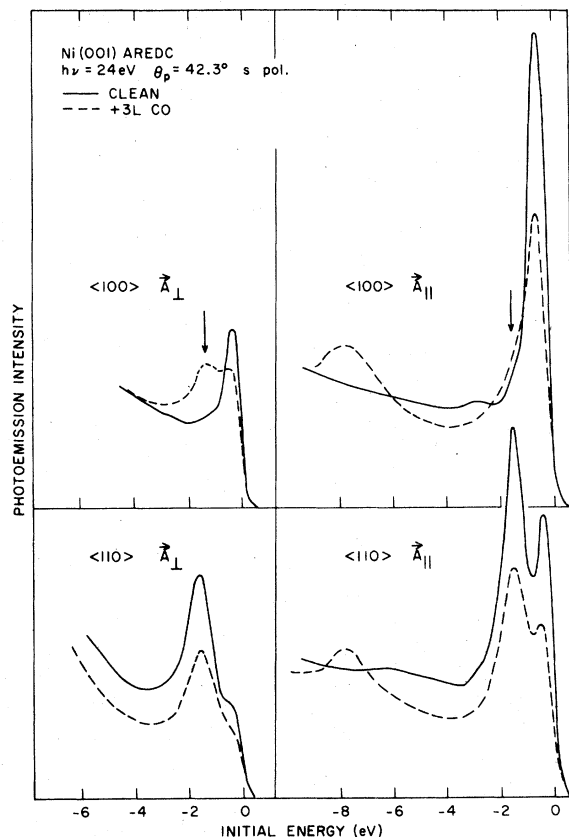 Ni(001) AREDC
hν = 24eV θp = 42.3° s pol.
—— CLEAN
--- +3L CO
<100> A⊥
<100> A||
<110> A⊥
<110> A||
PHOTOEMISSION INTENSITY
-6 -4 -2 0 -8 -6 -4 -2 0
INITIAL ENERGY (eV)